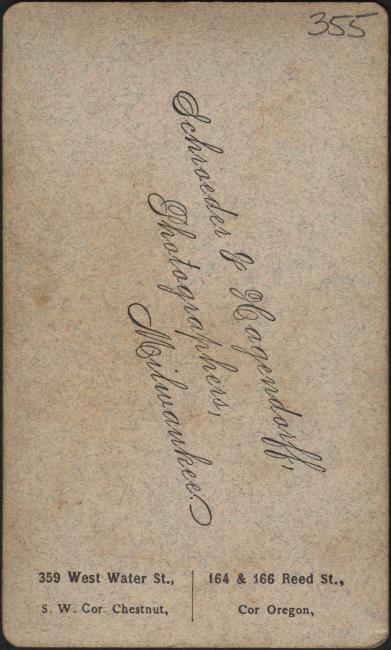 355
Schroeder & Hagendorff,
Photographers,
Milwaukee.
359 West Water St.,
S. W. Cor. Chestnut,
164 & 166 Reed St.,
Cor Oregon,